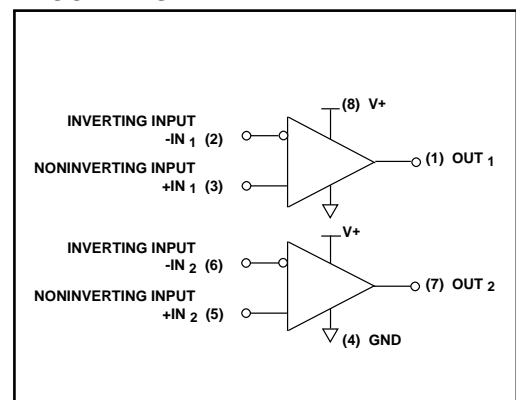 (8) V+
INVERTING INPUT
-IN 1 (2)
NONINVERTING INPUT
+IN 1 (3)
(1) OUT 1
V+
INVERTING INPUT
-IN 2 (6)
NONINVERTING INPUT
+IN 2 (5)
(7) OUT 2
(4) GND